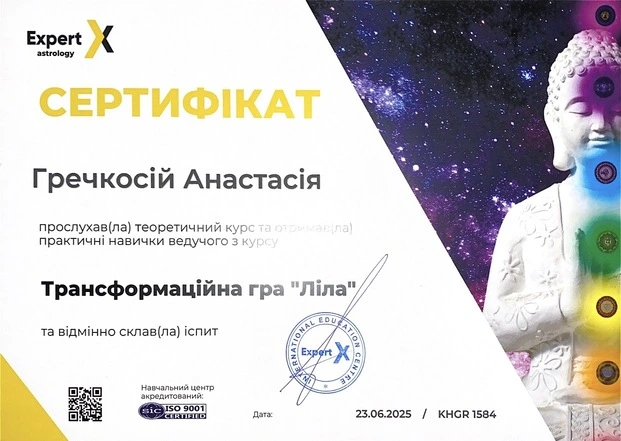 Expert X
astrology
СЕРТИФІКАТ
Гречкосій Анастасія
прослухав(ла) теоретичний курс та отримав(ла)
практичні навички ведучого з курсу
Трансформаційна гра "Ліла"
та відмінно склав(ла) іспит
INTERNATIONAL EDUCATION CENTRE
Expert X
Навчальний центр
акредитований:
SIC ISO 9001
CERTIFIED
Дата:
23.06.2025 / KHGR 1584